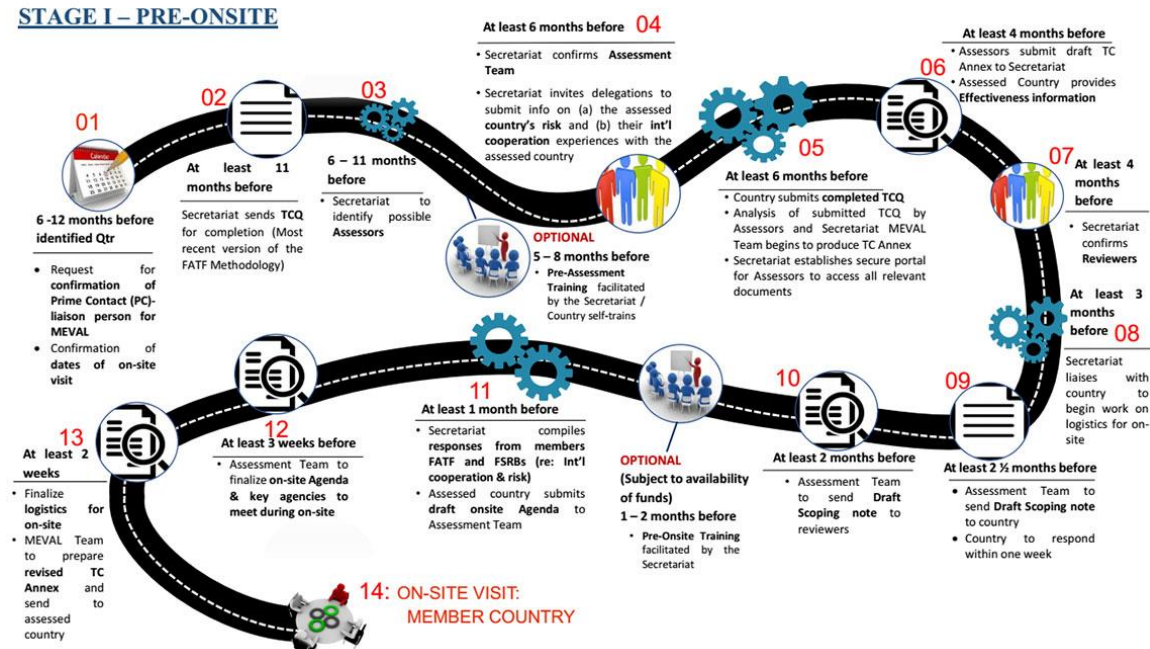 STAGE I – PRE-ONSITE
01
Calendar
6 -12 months before
identified Qtr
• Request for
confirmation of
Prime Contact (PC)-
liaison person for
MEVAL
• Confirmation of
dates of on-site
visit
02
At least 11
months before
Secretariat sends TCQ
for completion (Most
recent version of the
FATF Methodology)
03
6 – 11 months
before
• Secretariat to
identify possible
Assessors
At least 6 months before 04
• Secretariat confirms Assessment
Team
• Secretariat invites delegations to
submit info on (a) the assessed
country's risk and (b) their int'l
cooperation experiences with the
assessed country
OPTIONAL
5 – 8 months before
• Pre-Assessment
Training facilitated
by the Secretariat /
Country self-trains
05
At least 6 months before
• Country submits completed TCQ
• Analysis of submitted TCQ by
Assessors and Secretariat MEVAL
Team begins to produce TC Annex
• Secretariat establishes secure portal
for Assessors to access all relevant
documents
06
At least 4 months before
• Assessors submit draft TC
Annex to Secretariat
• Assessed Country provides
Effectiveness information
07
At least 4
months
before
• Secretariat
confirms
Reviewers
At least 3
months
before 08
Secretariat
liaises with
country to
begin work on
logistics for on-
site
09
At least 2 ½ months before
• Assessment Team to
send Draft Scoping note
to country
• Country to respond
within one week
10
At least 2 months before
• Assessment Team
to send Draft
Scoping note to
reviewers
OPTIONAL
(Subject to availability
of funds)
1 – 2 months before
• Pre-Onsite Training
facilitated by the
Secretariat
11
At least 1 month before
• Secretariat compiles
responses from members
FATF and FSRBs (re: Int'l
cooperation & risk)
• Assessed country submits
draft onsite Agenda to
Assessment Team
12
At least 3 weeks before
• Assessment Team to
finalize on-site Agenda
& key agencies to
meet during on-site
13
At least 2
weeks
• Finalize
logistics for
on-site
• MEVAL Team
to prepare
revised TC
Annex and
send to
assessed
country
14: ON-SITE VISIT:
MEMBER COUNTRY